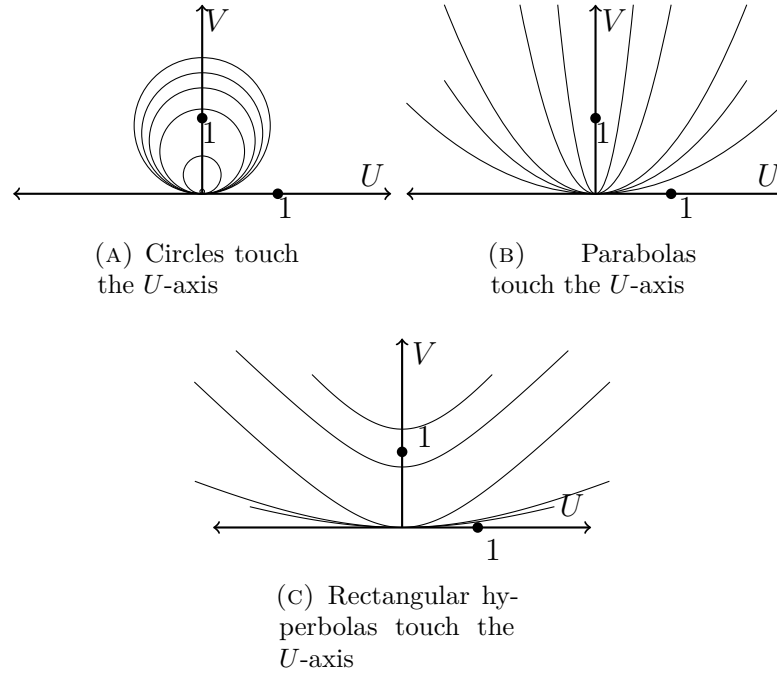 V
1
U
1
(A) Circles touch
the U-axis
V
1
U
1
(B) Parabolas
touch the U-axis
V
1
U
1
(C) Rectangular hy-
perbolas touch the
U-axis